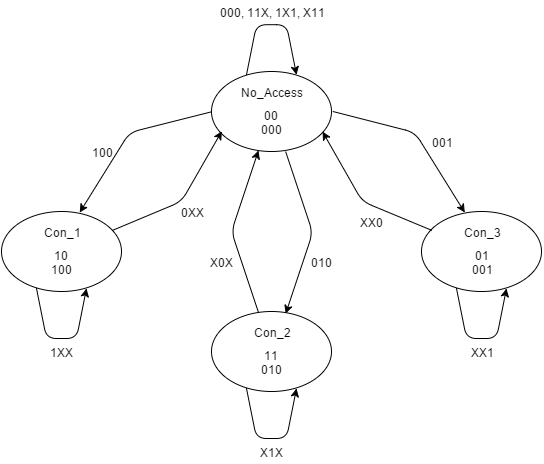 000, 11X, 1X1, X11
No_Access
00
000
100
001
0XX
XX0
Con_1
10
100
Con_3
01
001
X0X
010
Con_2
11
010
1XX
XX1
X1X